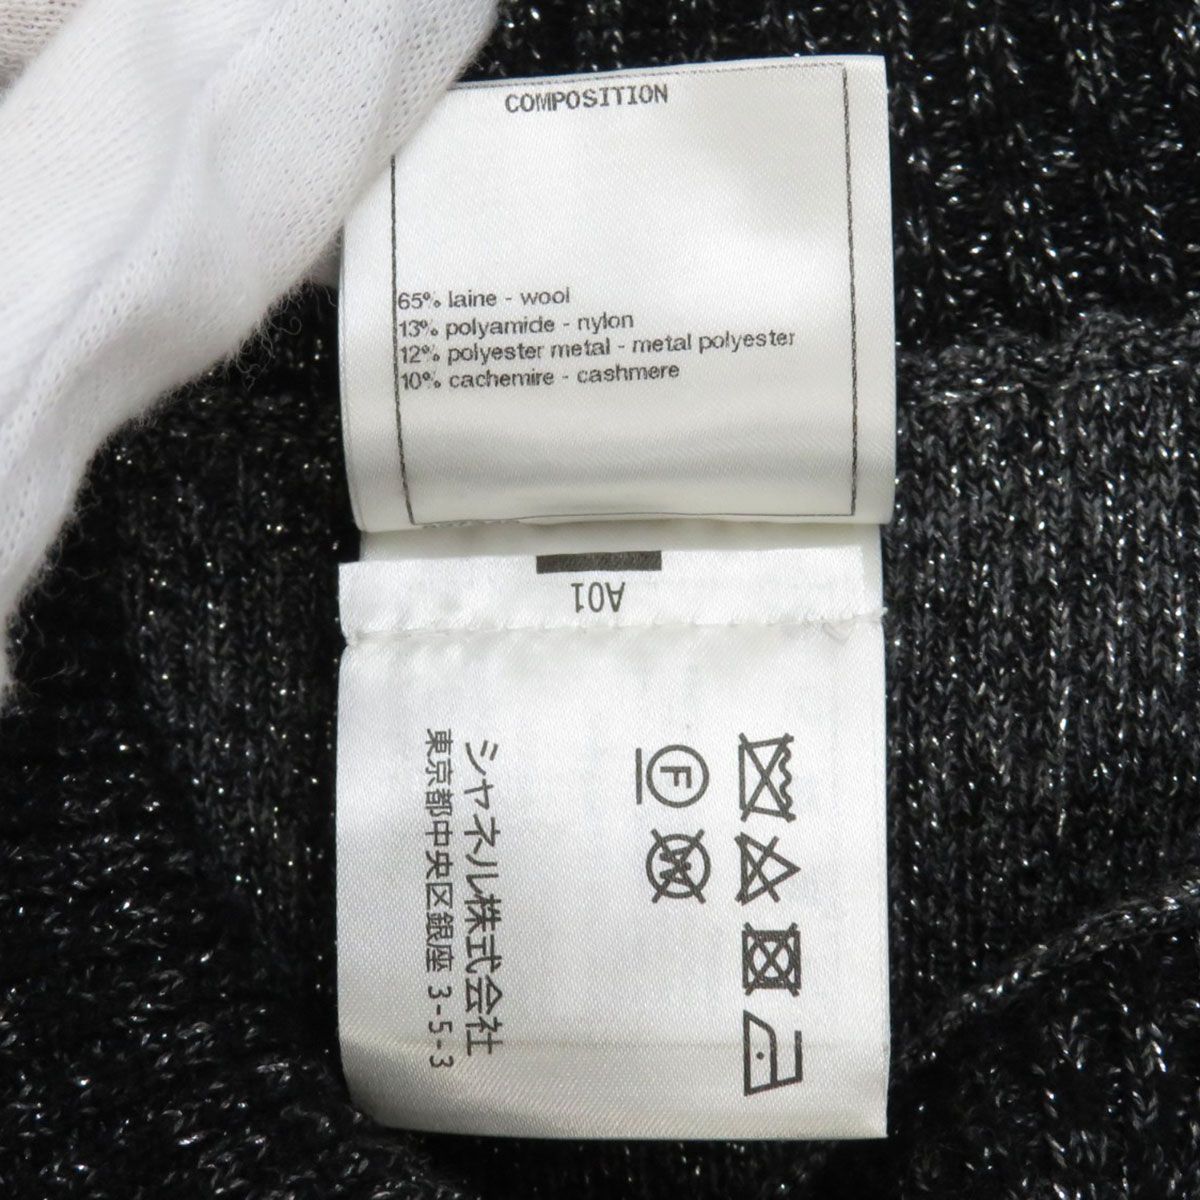 COMPOSITION
65% laine - wool
13% polyamide - nylon
12% polyester metal - metal polyester
10% cachemire - cashmere
A01
F
W
シャネル株式会社
東京都中央区銀座 3-5-3